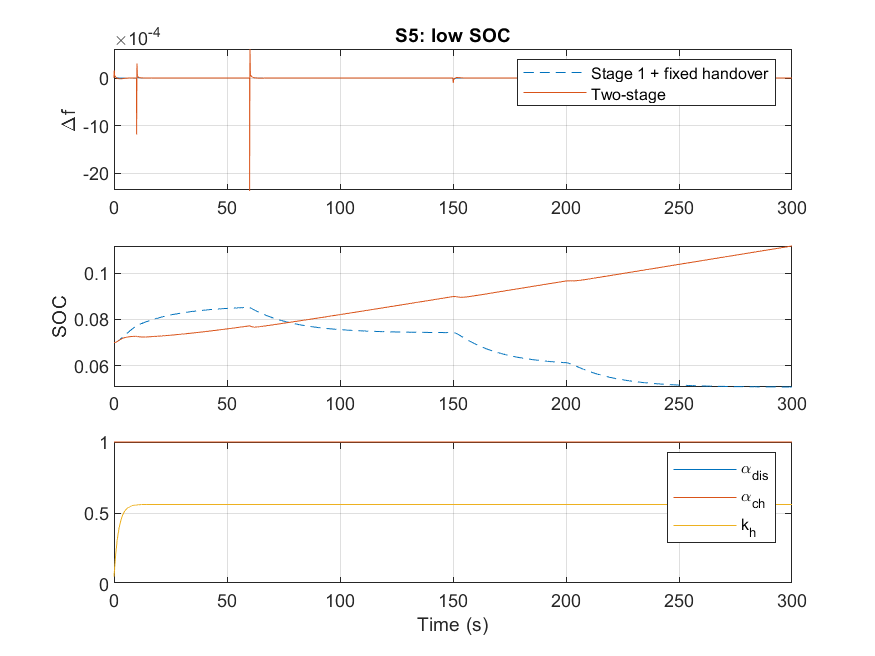 S5: low SOC
×10^-4
Δf
0
-10
-20
Stage 1 + fixed handover
Two-stage
0 50 100 150 200 250 300
SOC
0.1
0.08
0.06
0 50 100 150 200 250 300
1
0.5
0
α_dis
α_ch
k_h
0 50 100 150 200 250 300
Time (s)